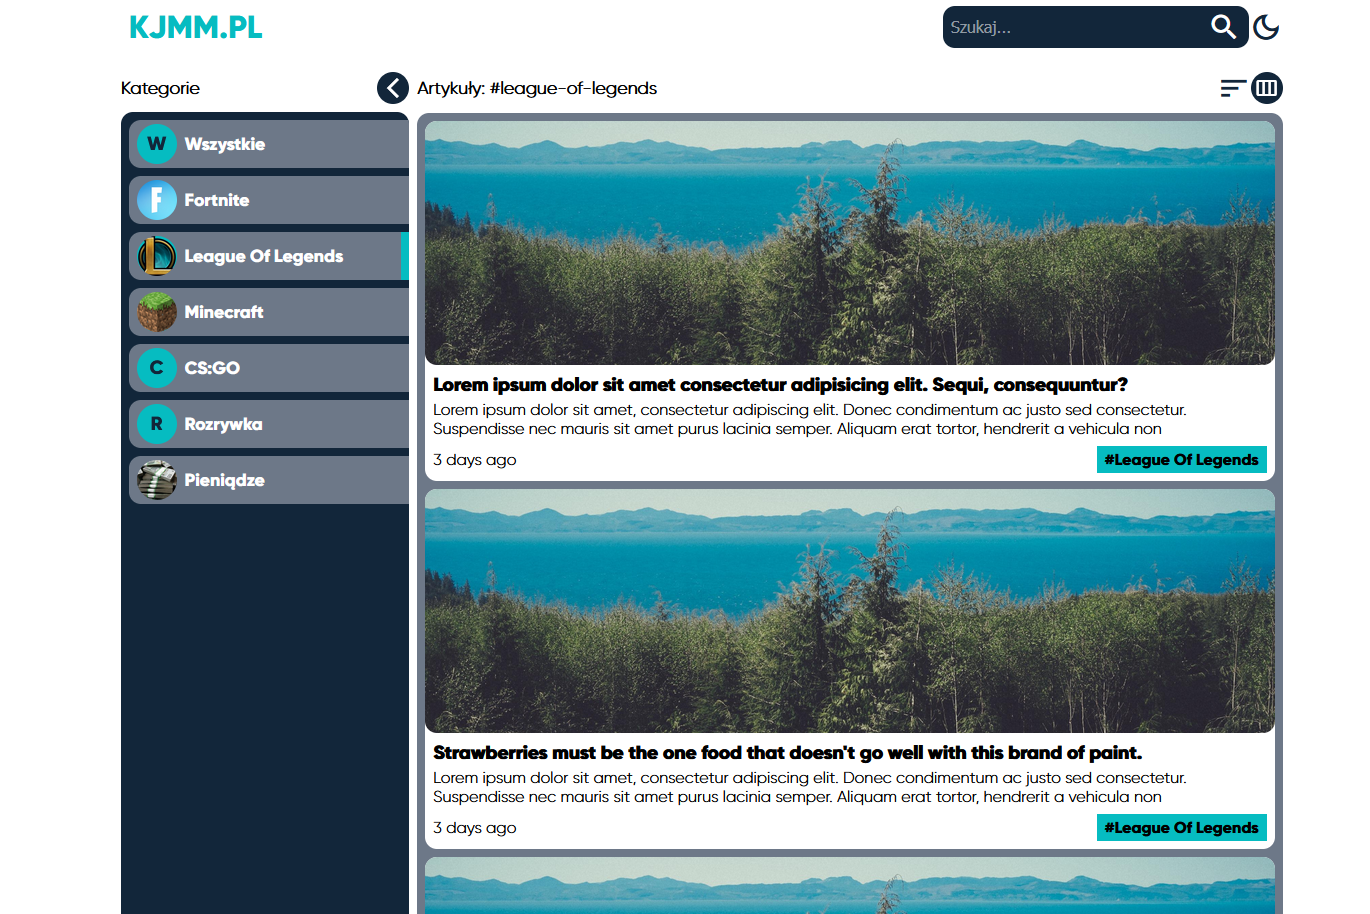 KJMM.PL
Szukaj...
Kategorie
Artykuły: #league-of-legends
W Wszystkie
F Fortnite
L League Of Legends
Minecraft
C CS:GO
R Rozrywka
Pieniądze
Lorem ipsum dolor sit amet consectetur adipisicing elit. Sequi, consequuntur?
Lorem ipsum dolor sit amet, consectetur adipiscing elit. Donec condimentum ac justo sed consectetur.
Suspendisse nec mauris sit amet purus lacinia semper. Aliquam erat tortor, hendrerit a vehicula non
3 days ago
#League Of Legends
Strawberries must be the one food that doesn't go well with this brand of paint.
Lorem ipsum dolor sit amet, consectetur adipiscing elit. Donec condimentum ac justo sed consectetur.
Suspendisse nec mauris sit amet purus lacinia semper. Aliquam erat tortor, hendrerit a vehicula non
3 days ago
#League Of Legends